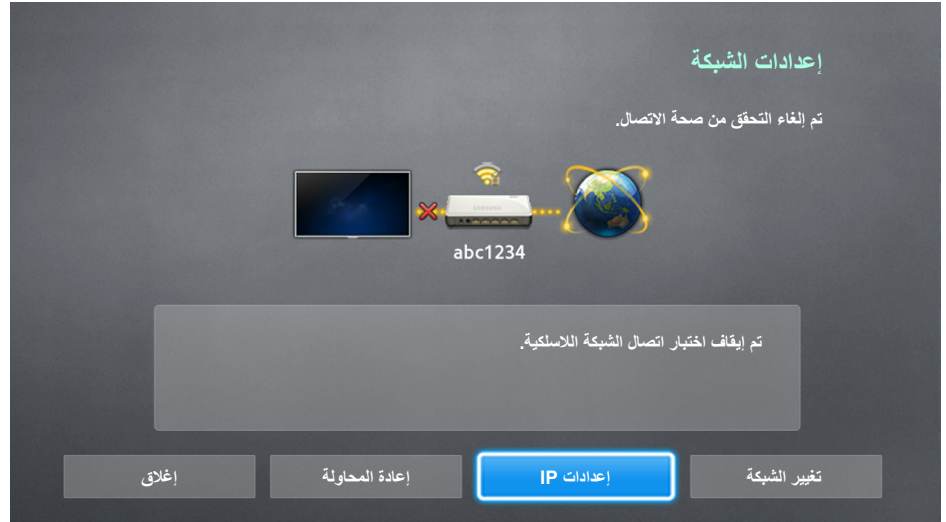 إعدادات الشبكة
تم إلغاء التحقق من صحة الاتصال.
SAMSUNG
abc1234
تم إيقاف اختبار اتصال الشبكة اللاسلكية.
تغيير الشبكة
إعدادات IP
إعادة المحاولة
إغلاق